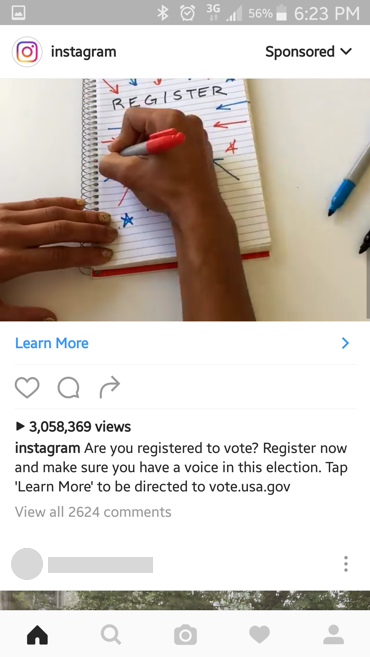 3G 56% 6:23 PM
instagram Sponsored
REGISTER
Learn More
3,058,369 views
instagram Are you registered to vote? Register now
and make sure you have a voice in this election. Tap
'Learn More' to be directed to vote.usa.gov
View all 2624 comments